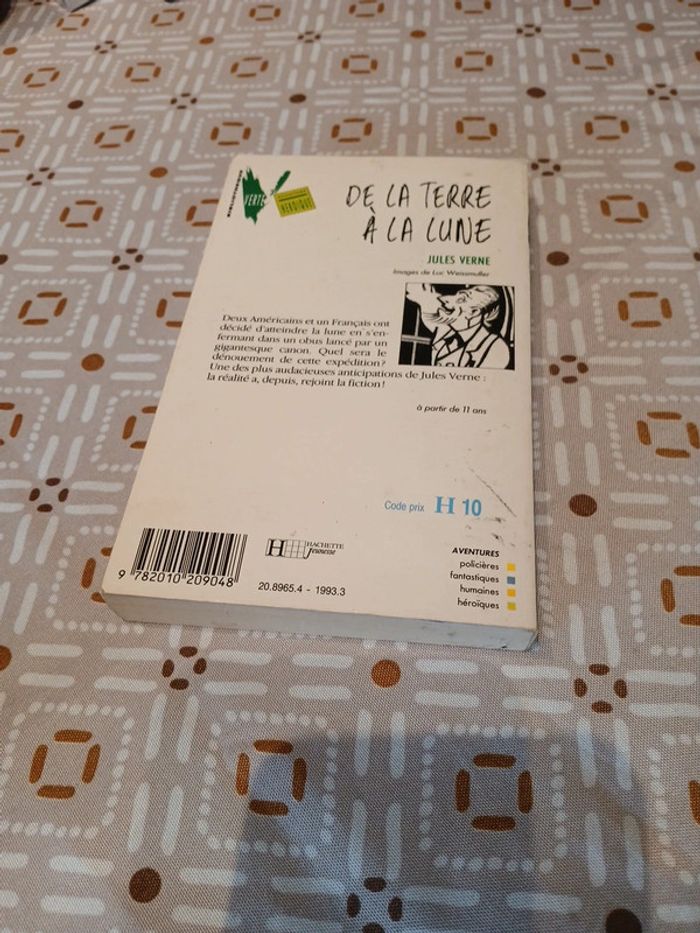 BIBLIOTHEQUE
VERTE
HEROIQUE
DE LA TERRE
À LA LUNE
JULES VERNE
Images de Luc Weissmuller
Deux Américains et un Français ont
décidé d'atteindre la lune en s'en-
fermant dans un obus lancé par un
gigantesque canon. Quel sera le
dénouement de cette expédition?
Une des plus audacieuses anticipations de Jules Verne :
la réalité a, depuis, rejoint la fiction!
à partir de 11 ans
Code prix H 10
H HACHETTE
Jeunesse
AVENTURES
policières
fantastiques
humaines
héroïques
9 782010 209048
20.8965.4 - 1993.3